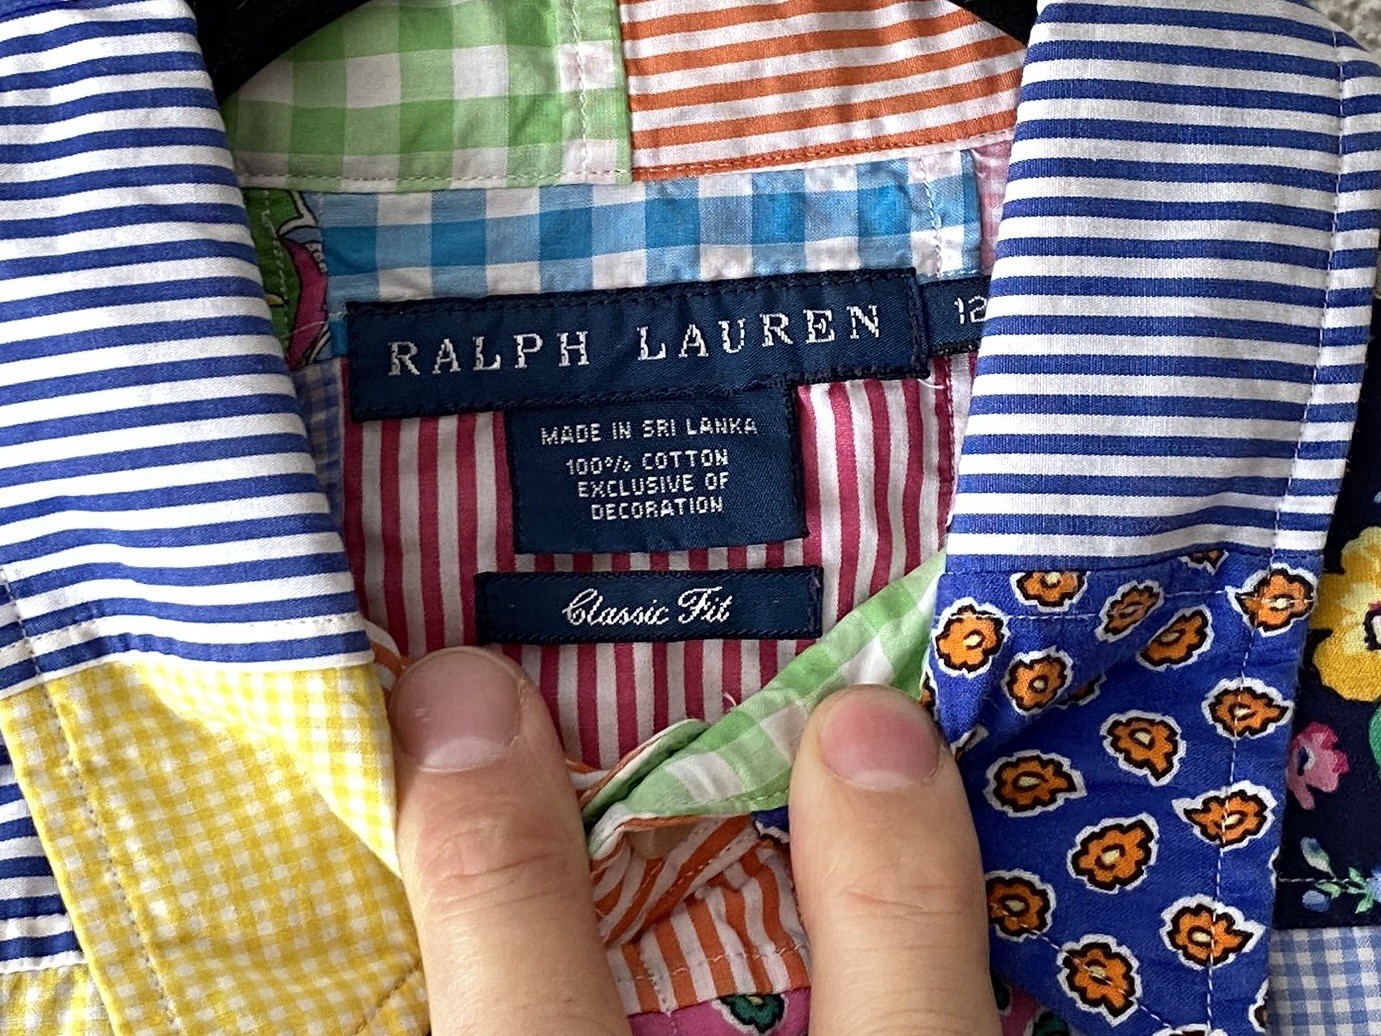 RALPH LAUREN
12
MADE IN SRI LANKA
100% COTTON
EXCLUSIVE OF
DECORATION
Classic Fit